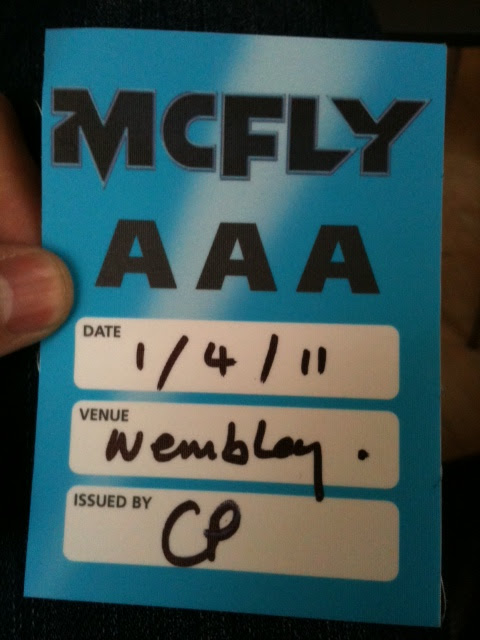 MCFLY
AAA
DATE 1/4/11
VENUE Wembley.
ISSUED BY CP